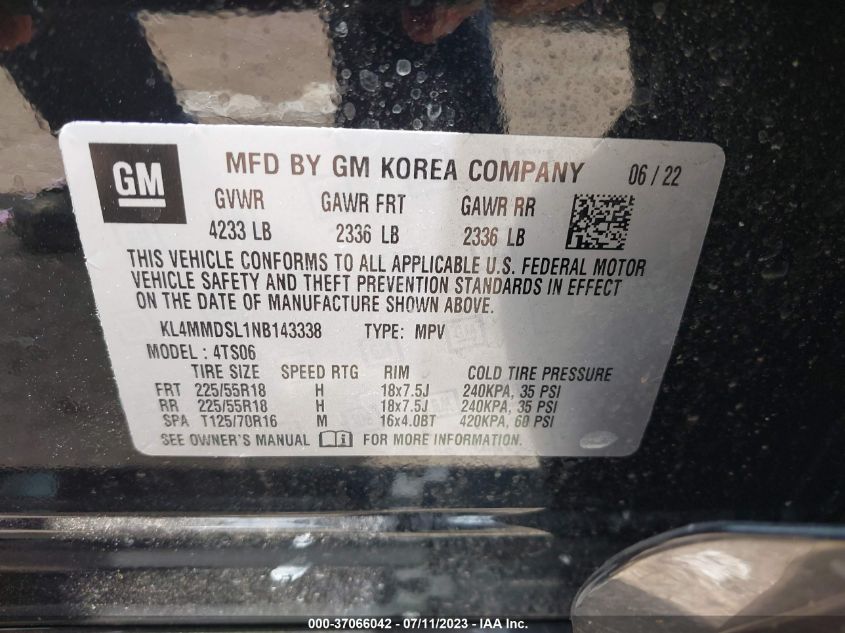 GM MFD BY GM KOREA COMPANY 06 / 22
GVWR GAWR FRT GAWR RR
4233 LB 2336 LB 2336 LB
THIS VEHICLE CONFORMS TO ALL APPLICABLE U.S. FEDERAL MOTOR
VEHICLE SAFETY AND THEFT PREVENTION STANDARDS IN EFFECT
ON THE DATE OF MANUFACTURE SHOWN ABOVE.
KL4MMDSL1NB143338 TYPE: MPV
MODEL: 4TS06
TIRE SIZE SPEED RTG RIM COLD TIRE PRESSURE
FRT 225/55R18 H 18x7.5J 240KPA, 35 PSI
RR 225/55R18 H 18x7.5J 240KPA, 35 PSI
SPA T125/70R16 M 16x4.0BT 420KPA, 60 PSI
SEE OWNER'S MANUAL FOR MORE INFORMATION.
000-37066042 - 07/11/2023 - IAA Inc.